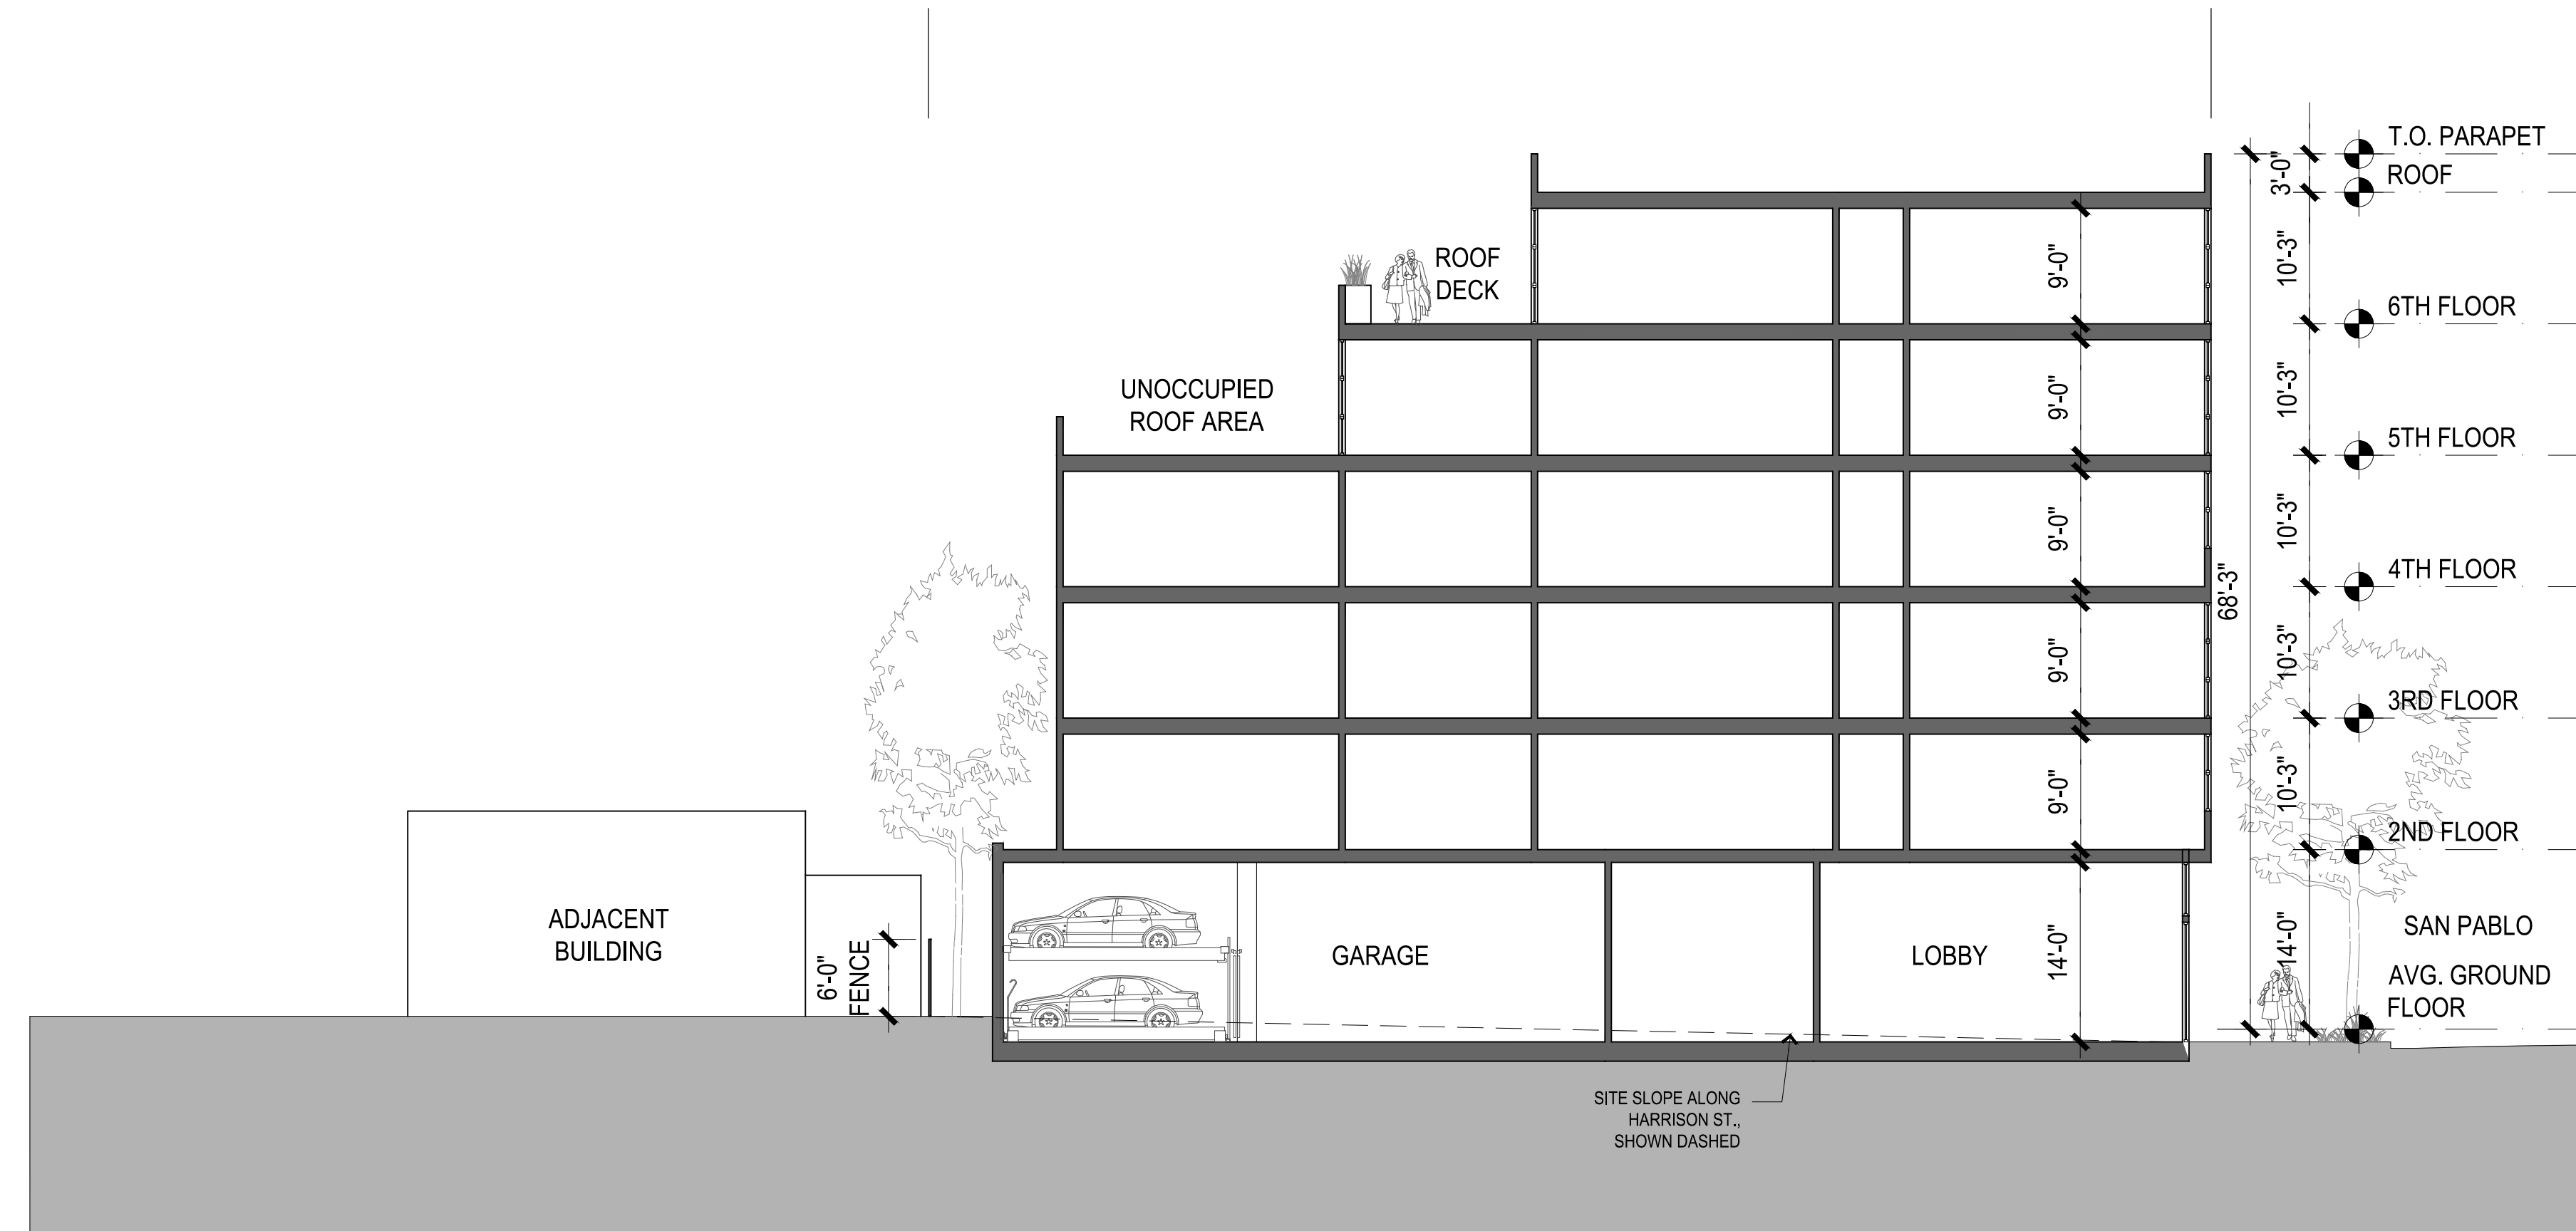 T.O. PARAPET
3'-0"
ROOF
10'-3"
9'-0"
ROOF
DECK
6TH FLOOR
10'-3"
9'-0"
UNOCCUPIED
ROOF AREA
5TH FLOOR
10'-3"
9'-0"
4TH FLOOR
68'-3"
10'-3"
9'-0"
3RD FLOOR
10'-3"
9'-0"
2ND FLOOR
ADJACENT
BUILDING
6'-0"
FENCE
GARAGE
LOBBY
14'-0"
14'-0"
SAN PABLO
AVG. GROUND
FLOOR
SITE SLOPE ALONG
HARRISON ST.,
SHOWN DASHED